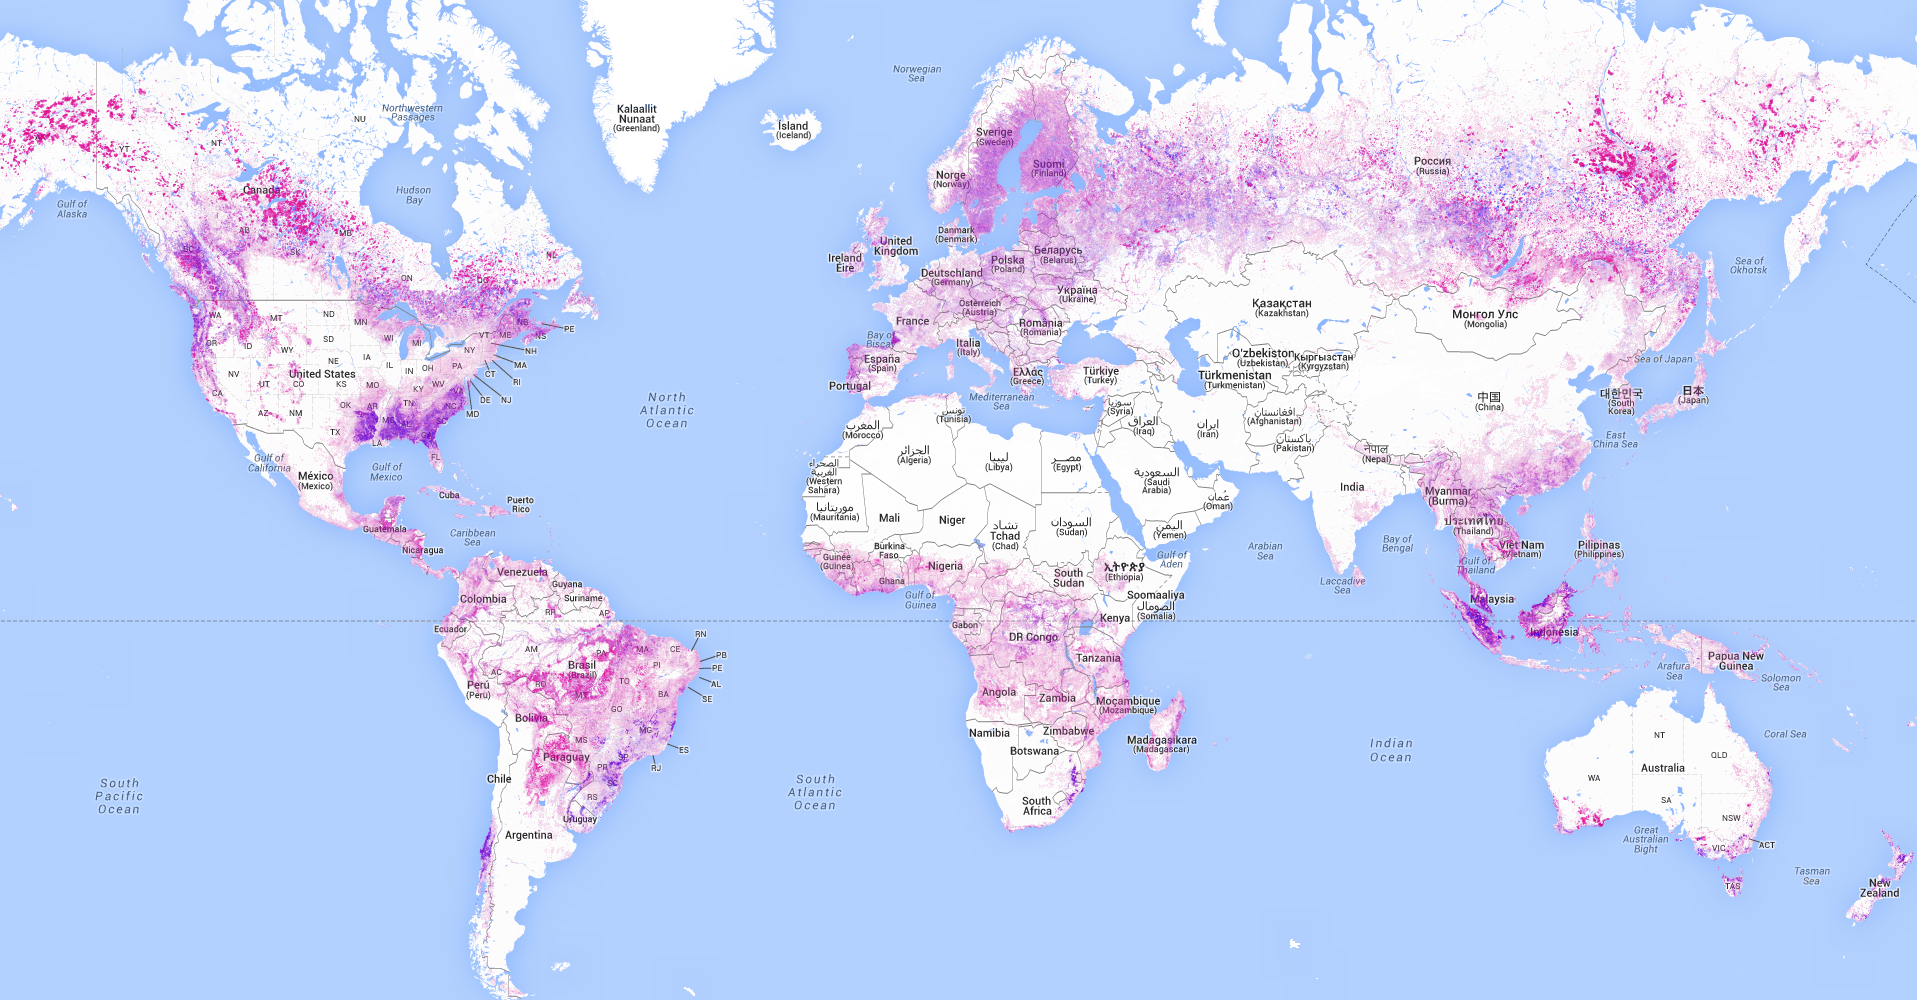 Norwegian
Sea
Northwestern
Passages
NU
Kalaallit
Nunaat
(Greenland)
Ísland
(Iceland)
Sverige
(Sweden)
Suomi
(Finland)
Norge
(Norway)
Россия
(Russia)
YT
NT
Canada
Hudson
Bay
Gulf of
Alaska
BC
AB
SK
MB
ON
QC
NL
NB
PE
NS
Danmark
(Denmark)
United
Kingdom
Ireland
Éire
Беларусь
(Belarus)
Polska
(Poland)
Deutschland
(Germany)
Україна
(Ukraine)
Österreich
(Austria)
France
România
(Romania)
Bay of
Biscay
Italia
(Italy)
España
(Spain)
Portugal
Ελλάς
(Greece)
Türkiye
(Turkey)
Mediterranean
Sea
Қазақстан
(Kazakhstan)
Монгол Улс
(Mongolia)
O'zbekiston
(Uzbekistan)
Кыргызстан
(Kyrgyzstan)
Türkmenistan
(Turkmenistan)
Sea of
Okhotsk
Sea of Japan
中国
(China)
대한민국
(South
Korea)
日本
(Japan)
East
China Sea
WA
MT
ND
MN
OR
ID
WY
SD
WI
MI
VT
ME
NH
NY
MA
CT
RI
NJ
DE
MD
PA
NV
UT
CO
NE
IA
IL
IN
OH
WV
KY
KS
MO
United States
CA
AZ
NM
OK
AR
TN
NC
SC
TX
LA
FL
Gulf of
California
Gulf of
Mexico
México
(Mexico)
Cuba
Puerto
Rico
Guatemala
Caribbean
Sea
Nicaragua
North
Atlantic
Ocean
تونس
(Tunisia)
المغرب
(Morocco)
الجزائر
(Algeria)
ليبيا
(Libya)
مصر
(Egypt)
الصحراء
الغربية
(Western
Sahara)
موريتانيا
(Mauritania)
Mali
Niger
تشاد
Tchad
(Chad)
السودان
(Sudan)
سوريا
(Syria)
العراق
(Iraq)
ایران
(Iran)
افغانستان
(Afghanistan)
پاکستان
(Pakistan)
السعودية
(Saudi
Arabia)
عمان
(Oman)
اليمن
(Yemen)
नेपाल
(Nepal)
India
Myanmar
(Burma)
ประเทศไทย
(Thailand)
Việt Nam
(Vietnam)
Pilipinas
(Philippines)
Bay of
Bengal
Arabian
Sea
Gulf of
Aden
Laccadive
Sea
Gulf of
Thailand
Malaysia
Indonesia
Guinée
(Guinea)
Burkina
Faso
Ghana
Nigeria
Gulf of
Guinea
South
Sudan
ኢትዮጵያ
(Ethiopia)
Soomaaliya
الصومال
(Somalia)
Kenya
Gabon
DR Congo
Tanzania
Angola
Zambia
Moçambique
(Mozambique)
Zimbabwe
Namibia
Botswana
Madagasikara
(Madagascar)
South
Africa
Venezuela
Guyana
Suriname
Colombia
Ecuador
RR
AP
AM
PA
MA
CE
RN
PB
PE
AL
SE
PI
Brasil
(Brazil)
AC
RO
MT
TO
BA
Perú
(Peru)
Bolivia
GO
MG
ES
MS
SP
RJ
Paraguay
PR
SC
RS
Chile
Uruguay
Argentina
South
Pacific
Ocean
South
Atlantic
Ocean
Indian
Ocean
Papua New
Guinea
Arafura
Sea
Solomon
Sea
Coral Sea
NT
QLD
WA
Australia
SA
NSW
Great
Australian
Bight
VIC
ACT
TAS
Tasman
Sea
New
Zealand